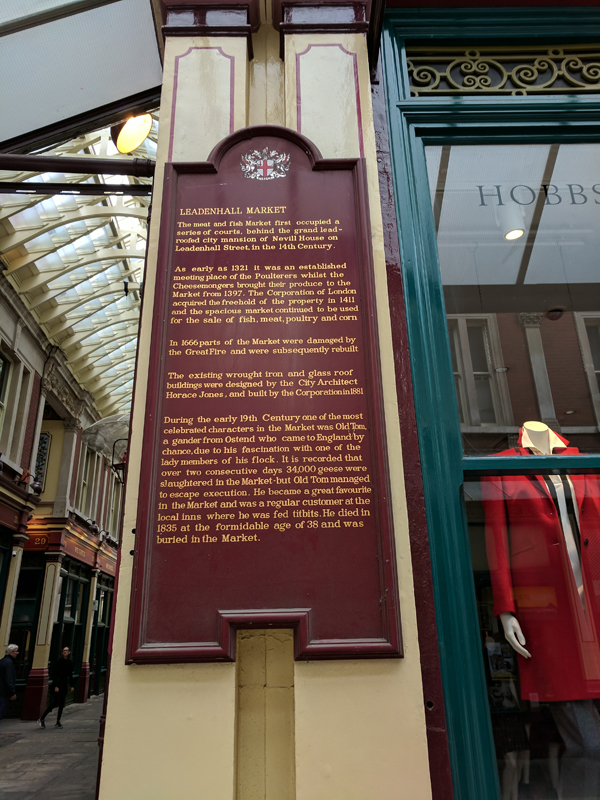 LEADENHALL MARKET
The meat and fish Market first occupied a
series of courts, behind the grand lead-
roofed city mansion of Nevill House on
Leadenhall Street, in the 14th Century.
As early as 1321 it was an established
meeting place of the Poulterers whilst the
Cheesemongers brought their produce to the
Market from 1397. The Corporation of London
acquired the freehold of the property in 1411
and the spacious market continued to be used
for the sale of fish, meat, poultry and corn
In 1666 parts of the Market were damaged by
the Great Fire and were subsequently rebuilt
The existing wrought iron and glass roof
buildings were designed by the City Architect
Horace Jones, and built by the Corporation in 1881
During the early 19th Century one of the most
celebrated characters in the Market was Old Tom,
a gander from Ostend who came to England by
chance, due to his fascination with one of the
lady members of his flock. It is recorded that
over two consecutive days 34,000 geese were
slaughtered in the Market - but Old Tom managed
to escape execution. He became a great favourite
in the Market and was a regular customer at the
local inns where he was fed titbits. He died in
1835 at the formidable age of 38 and was
buried in the Market.
HOBBS
29